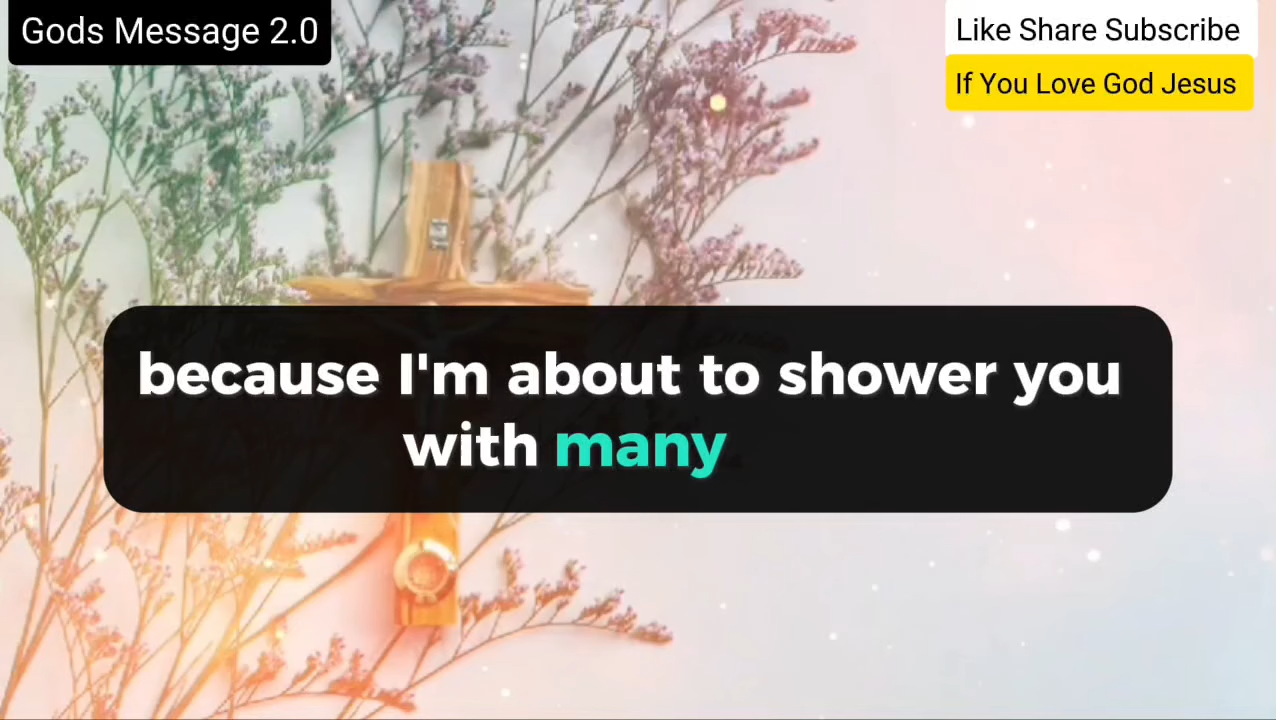 Gods Message 2.0
Like Share Subscribe
If You Love God Jesus
because I'm about to shower you
with many